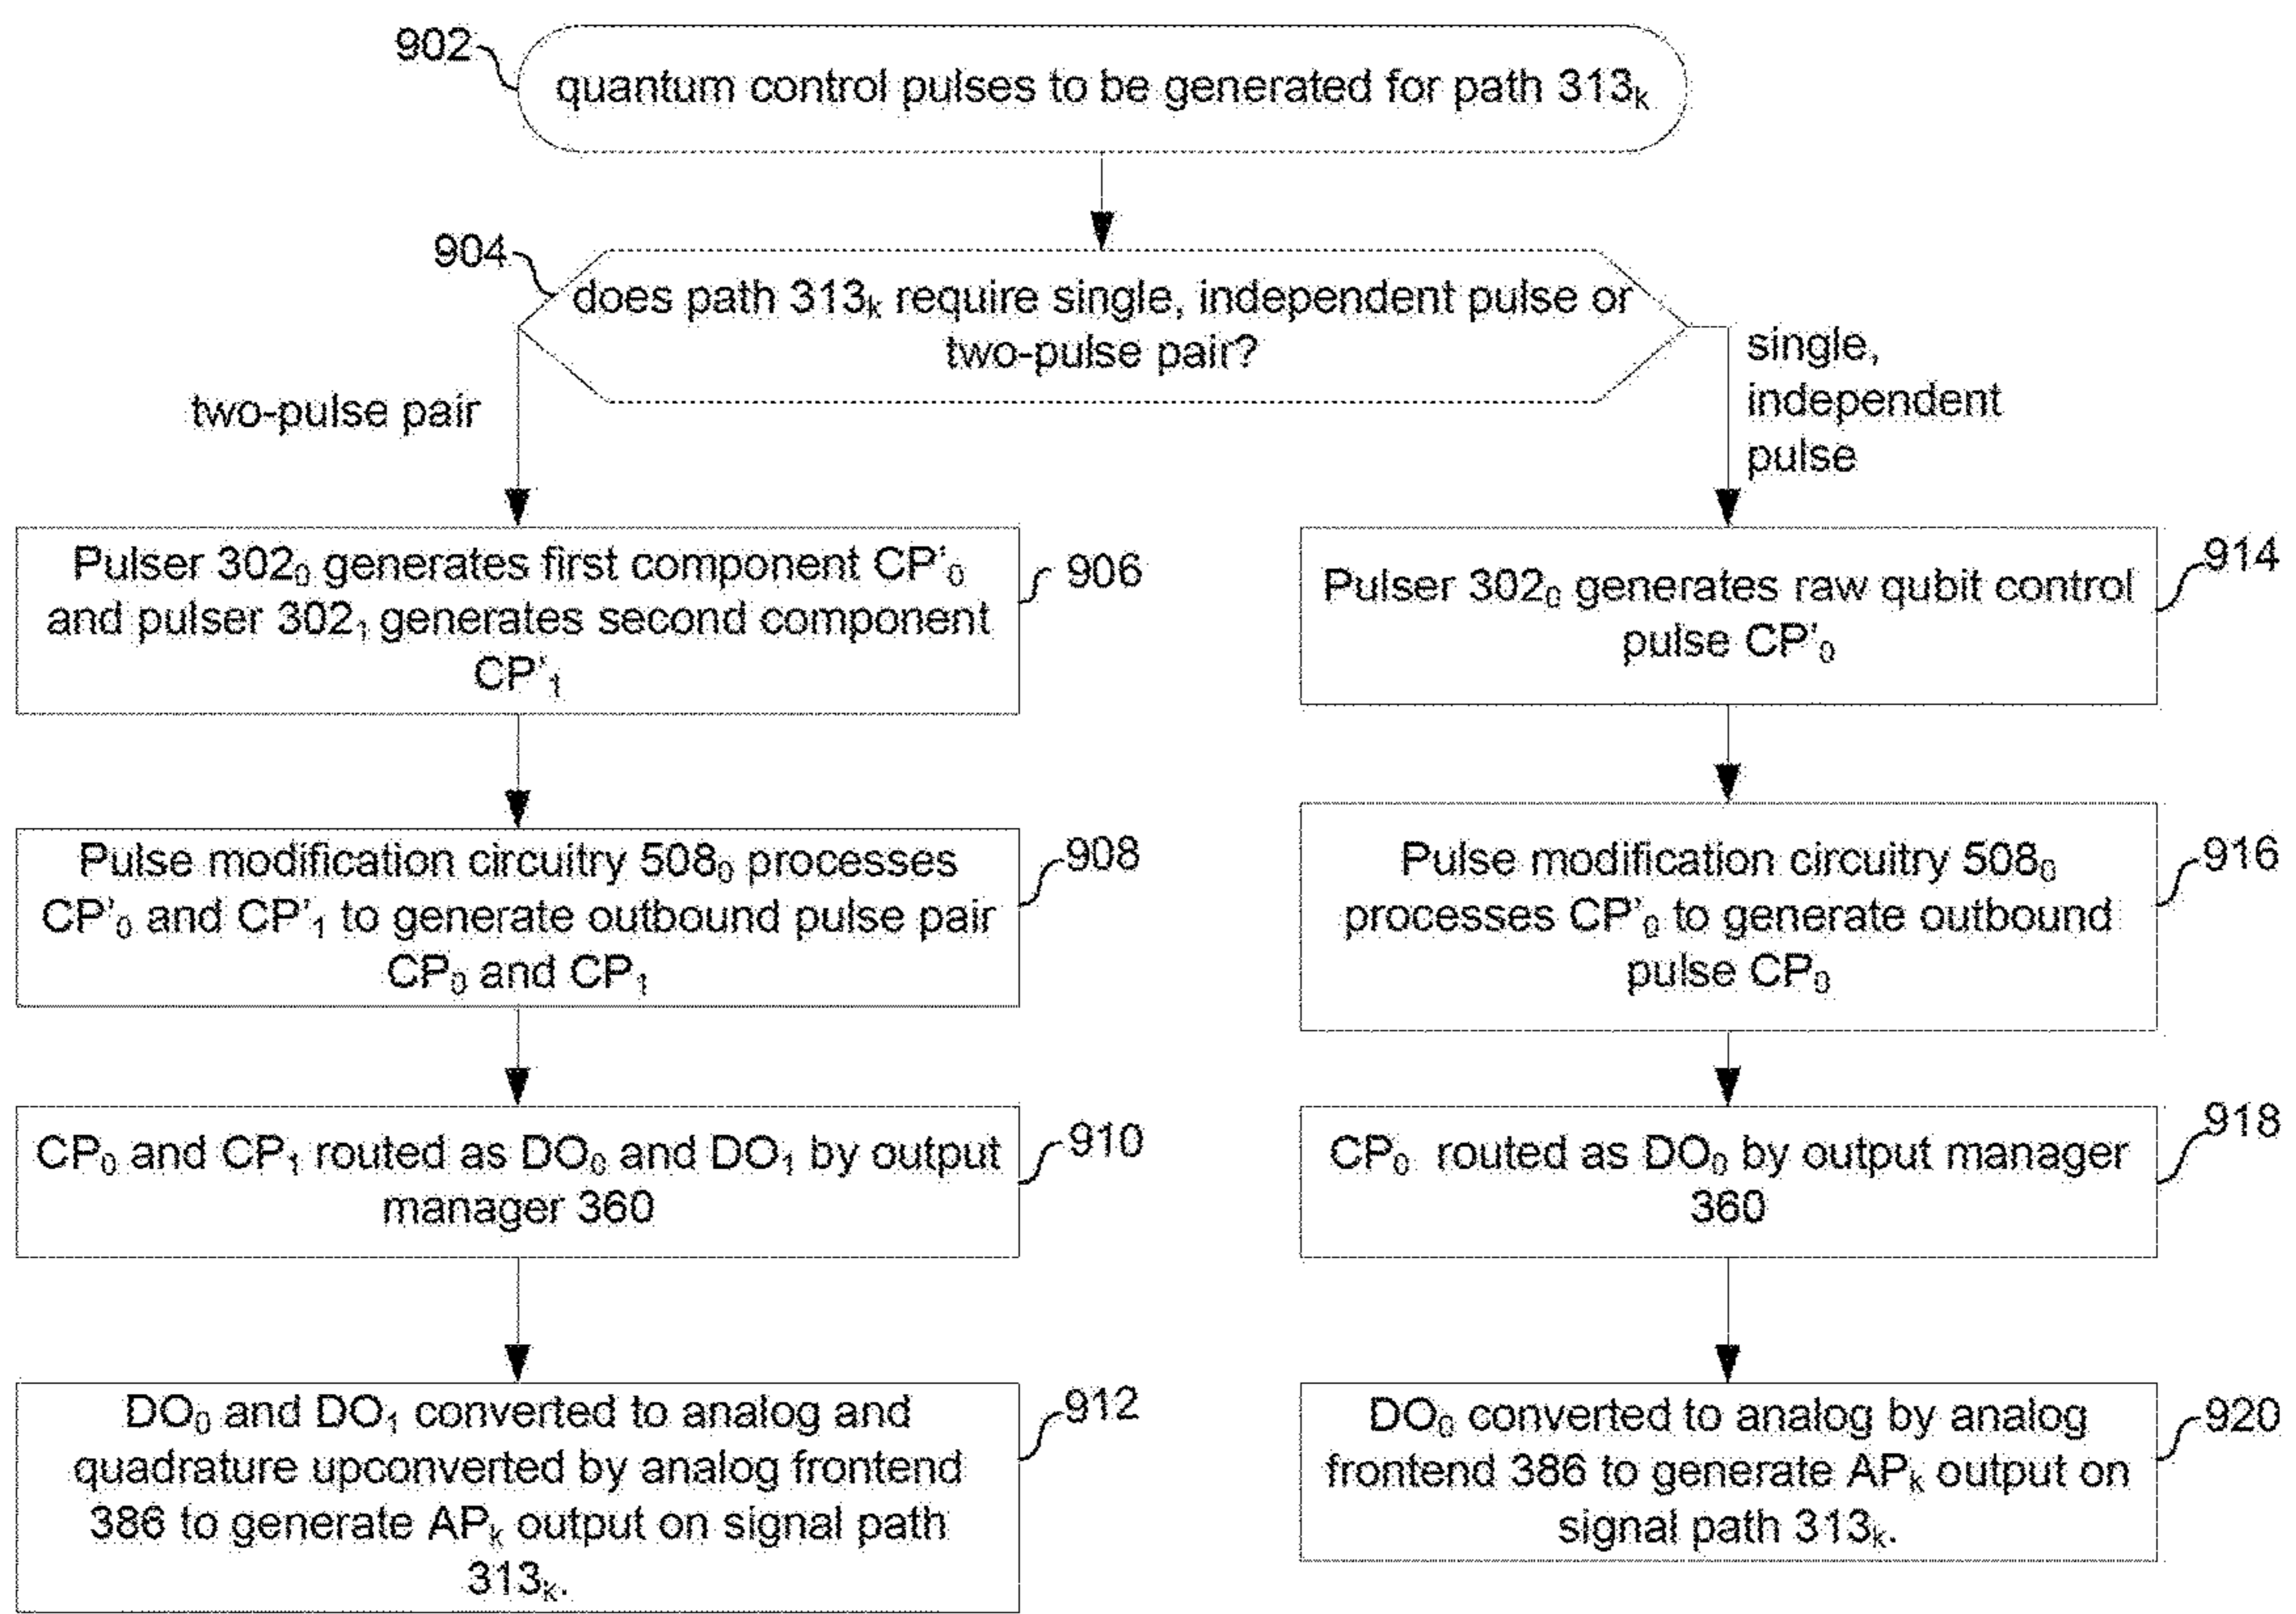 902
quantum control pulses to be generated for path 313k
904
does path 313k require single, independent pulse or
two-pulse pair?
two-pulse pair
single,
independent
pulse
Pulser 302₀ generates first component CP'₀
and pulser 302₁ generates second component
CP'₁
906
Pulse modification circuitry 508₀ processes
CP'₀ and CP'₁ to generate outbound pulse pair
CP₀ and CP₁
908
CP₀ and CP₁ routed as DO₀ and DO₁ by output
manager 360
910
DO₀ and DO₁ converted to analog and
quadrature upconverted by analog frontend
386 to generate APk output on signal path
313k.
912
Pulser 302₀ generates raw qubit control
pulse CP'₀
914
Pulse modification circuitry 508₀
processes CP'₀ to generate outbound
pulse CP₀
916
CP₀ routed as DO₀ by output manager
360
918
DO₀ converted to analog by analog
frontend 386 to generate APk output on
signal path 313k.
920